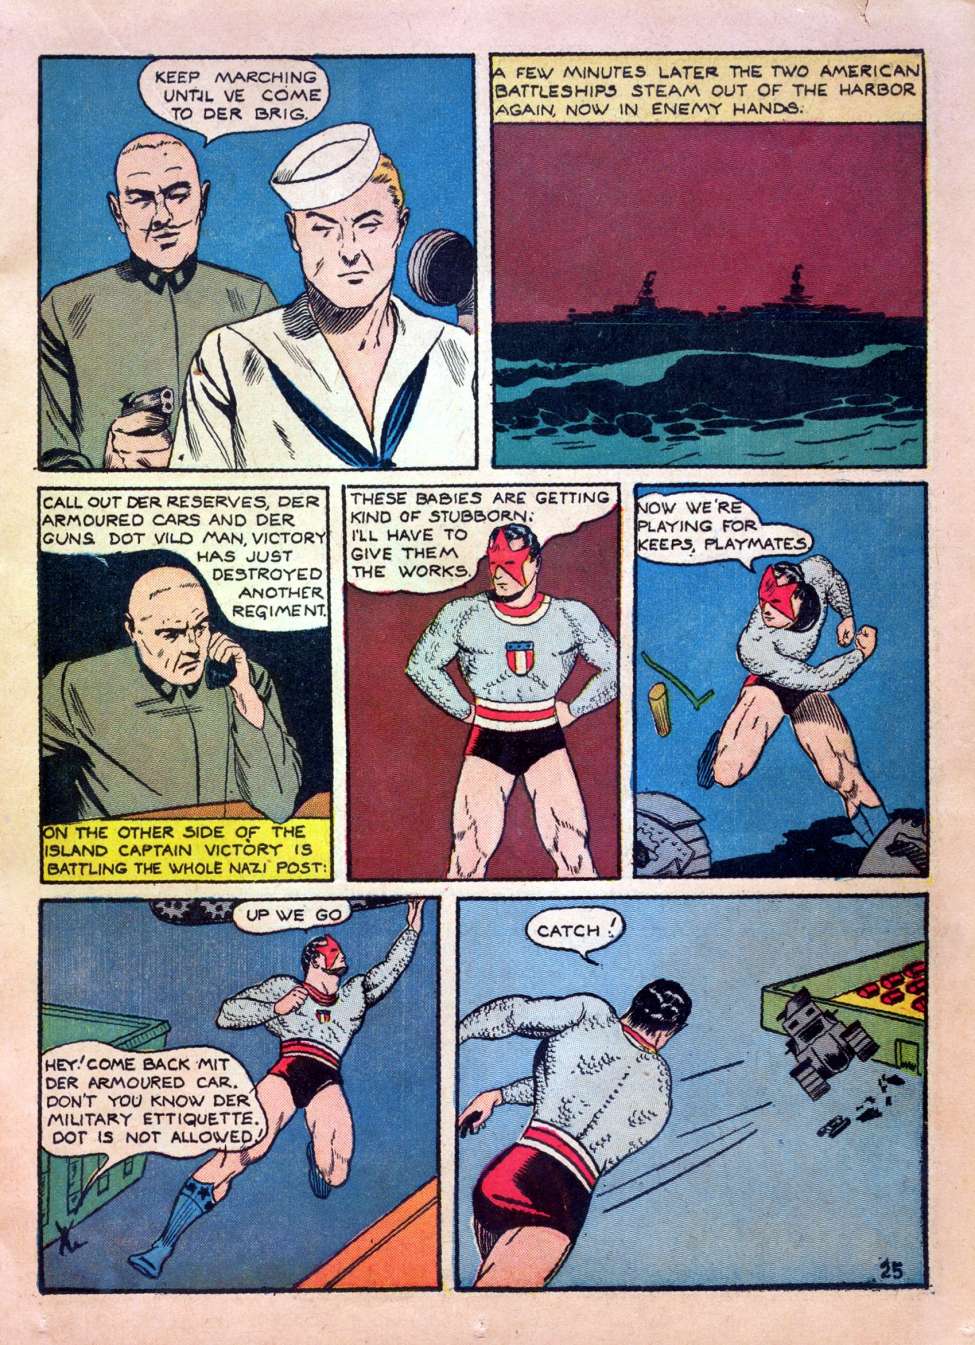 KEEP MARCHING
UNTIL VE COME
TO DER BRIG.
A FEW MINUTES LATER THE TWO AMERICAN
BATTLESHIPS STEAM OUT OF THE HARBOR
AGAIN, NOW IN ENEMY HANDS.
CALL OUT DER RESERVES, DER
ARMOURED CARS AND DER
GUNS. DOT VILD MAN, VICTORY
HAS JUST
DESTROYED
ANOTHER
REGIMENT.
ON THE OTHER SIDE OF THE
ISLAND CAPTAIN VICTORY IS
BATTLING THE WHOLE NAZI POST:
THESE BABIES ARE GETTING
KIND OF STUBBORN;
I'LL HAVE TO
GIVE THEM
THE WORKS.
NOW WE'RE
PLAYING FOR
KEEPS, PLAYMATES.
UP WE GO
HEY! COME BACK MIT
DER ARMOURED CAR.
DON'T YOU KNOW DER
MILITARY ETTIQUETTE.
DOT IS NOT ALLOWED!
CATCH!
25